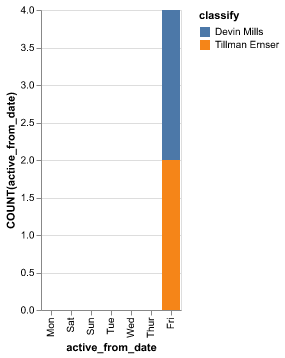 classify
Devin Mills
Tillman Ernser
COUNT(active_from_date)
4.0
3.5
3.0
2.5
2.0
1.5
1.0
0.5
0.0
Mon
Sat
Sun
Tue
Wed
Thur
Fri
active_from_date